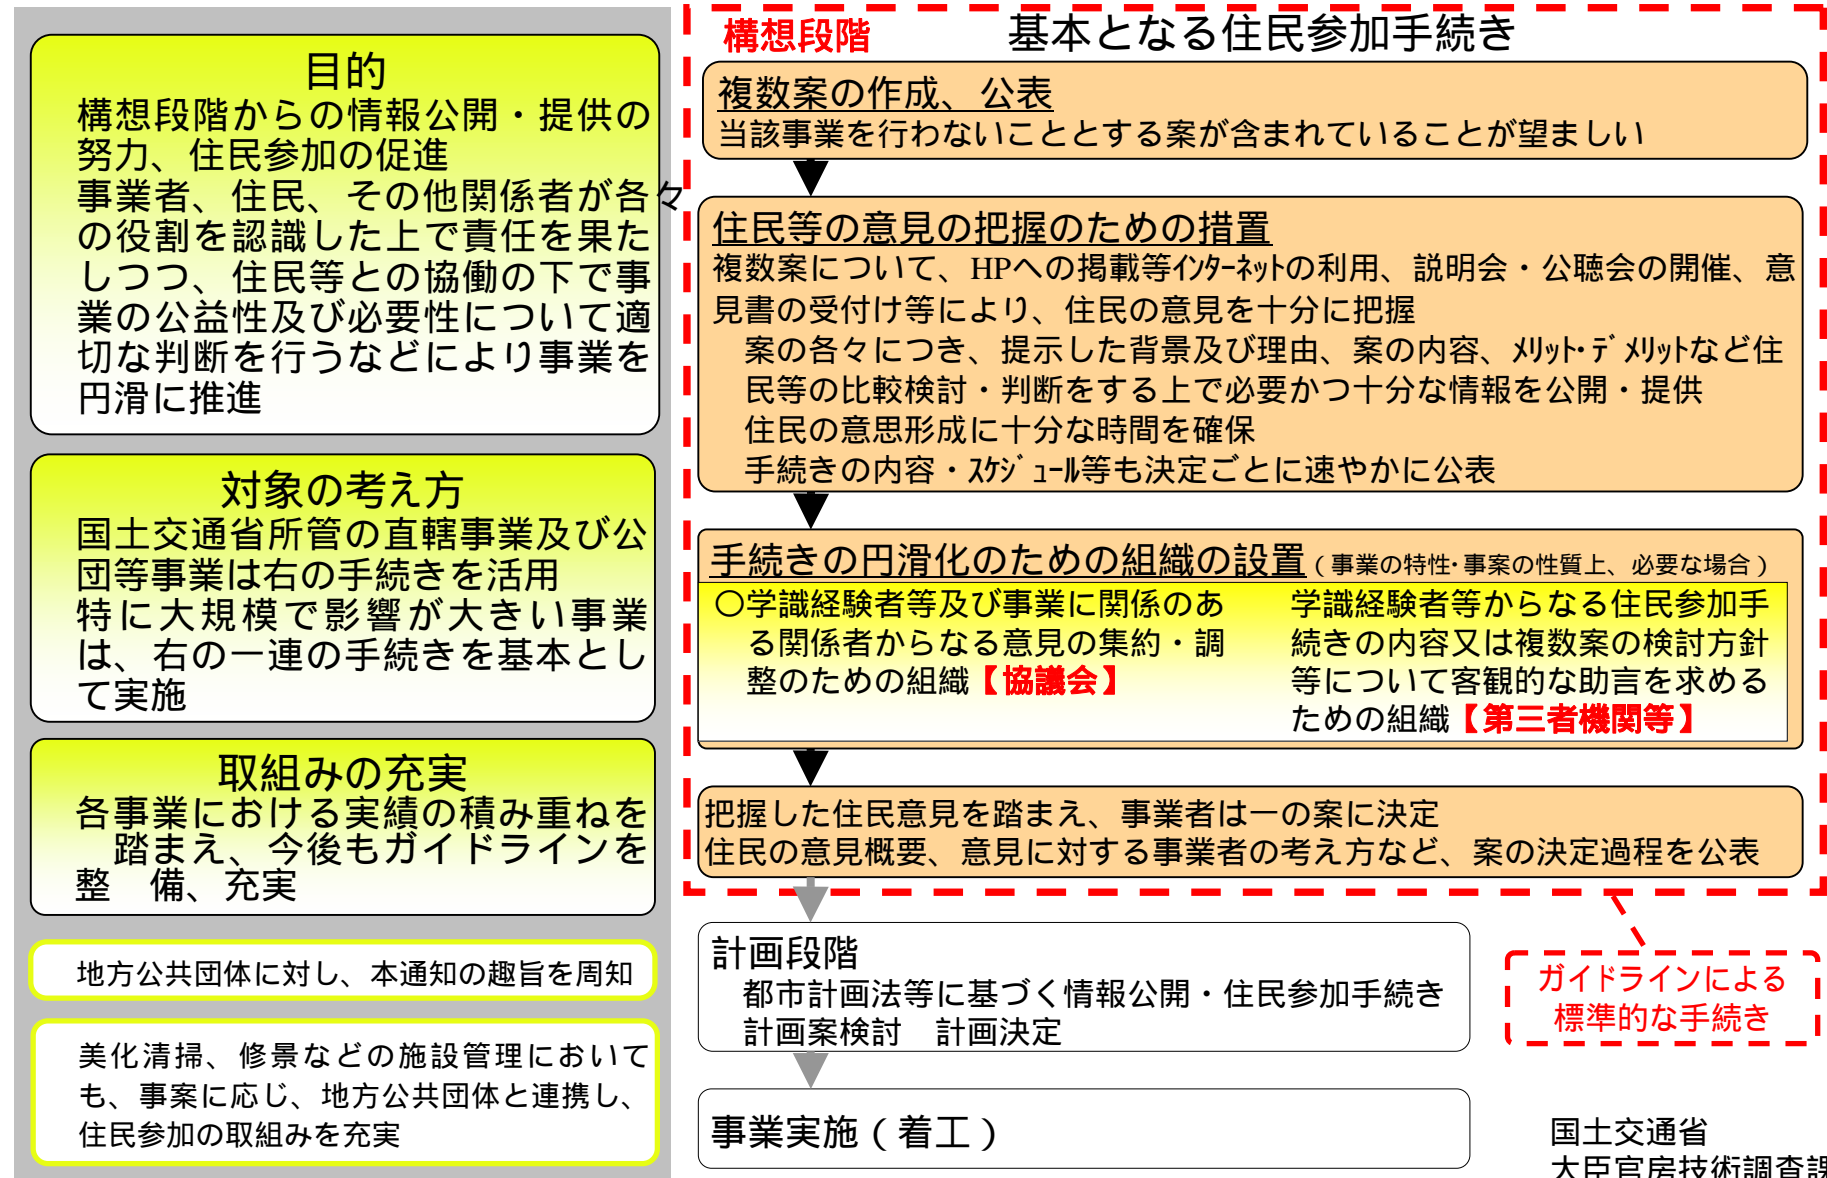 目的
構想段階からの情報公開・提供の
努力、住民参加の促進
事業者、住民、その他関係者が各々
の役割を認識した上で責任を果た
しつつ、住民等との協働の下で事
業の公益性及び必要性について適
切な判断を行うなどにより事業を
円滑に推進
対象の考え方
国土交通省所管の直轄事業及び公
団等事業は右の手続きを活用
特に大規模で影響が大きい事業
は、右の一連の手続きを基本とし
て実施
取組みの充実
各事業における実績の積み重ねを
踏まえ、今後もガイドラインを
整　備、充実
地方公共団体に対し、本通知の趣旨を周知
美化清掃、修景などの施設管理において
も、事案に応じ、地方公共団体と連携し、
住民参加の取組みを充実
構想段階　基本となる住民参加手続き
複数案の作成、公表
当該事業を行わないこととする案が含まれていることが望ましい
住民等の意見の把握のための措置
複数案について、HPへの掲載等ｲﾝﾀｰﾈｯﾄの利用、説明会・公聴会の開催、意
見書の受付け等により、住民の意見を十分に把握
案の各々につき、提示した背景及び理由、案の内容、ﾒﾘｯﾄ･ﾃﾞﾒﾘｯﾄなど住
民等の比較検討・判断をする上で必要かつ十分な情報を公開・提供
住民の意思形成に十分な時間を確保
手続きの内容・ｽｹｼﾞｭｰﾙ等も決定ごとに速やかに公表
手続きの円滑化のための組織の設置（事業の特性･事案の性質上、必要な場合）
○学識経験者等及び事業に関係のあ
る関係者からなる意見の集約・調
整のための組織【協議会】
学識経験者等からなる住民参加手
続きの内容又は複数案の検討方針
等について客観的な助言を求める
ための組織【第三者機関等】
把握した住民意見を踏まえ、事業者は一の案に決定
住民の意見概要、意見に対する事業者の考え方など、案の決定過程を公表
計画段階
都市計画法等に基づく情報公開・住民参加手続き
計画案検討　計画決定
事業実施（着工）
ガイドラインによる
標準的な手続き
国土交通省
大臣官房技術調査課